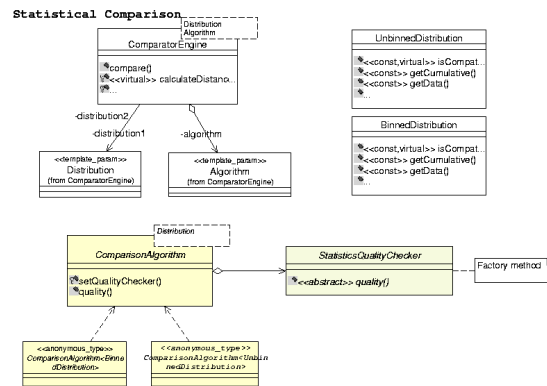 Statistical Comparison
Distribution
Algorithm
ComparatorEngine
compare()
<<virtual>> calculateDistanc...
...
-distribution2
-distribution1
-algorithm
<<template_param>>
Distribution
(from ComparatorEngine)
<<template_param>>
Algorithm
(from ComparatorEngine)
UnbinnedDistribution
<<const,virtual>> isCompat...
<<const>> getCumulative()
<<const>> getData()
...
BinnedDistribution
<<const,virtual>> isCompat...
<<const>> getCumulative()
<<const>> getData()
...
Distribution
ComparisonAlgorithm
setQualityChecker()
quality()
StatisticsQualityChecker
<<abstract>> quality()
Factory method
<<anonymous_type>>
ComparisonAlgorithm<Binne
dDistribution>
<<anonymous_type>>
ComparisonAlgorithm<Unbin
nedDistribution>